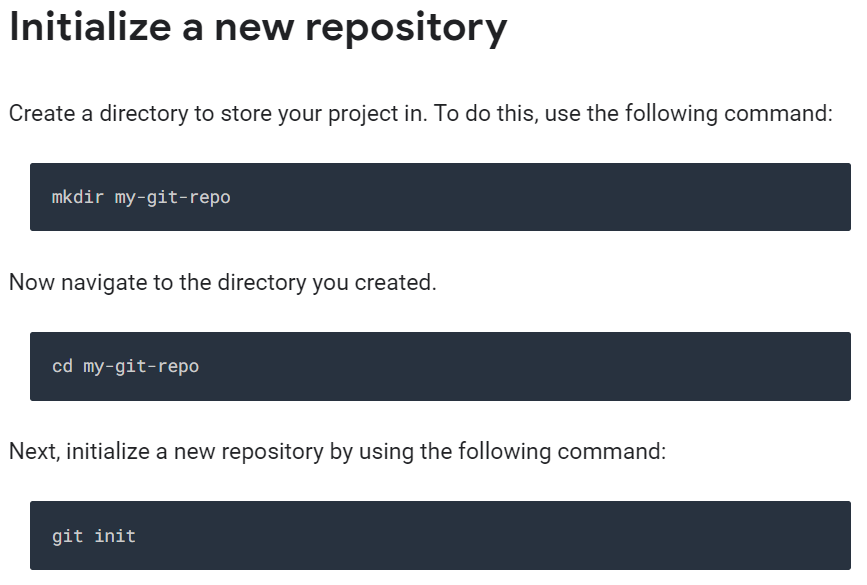 Initialize a new repository
Create a directory to store your project in. To do this, use the following command:
mkdir my-git-repo
Now navigate to the directory you created.
cd my-git-repo
Next, initialize a new repository by using the following command:
git init